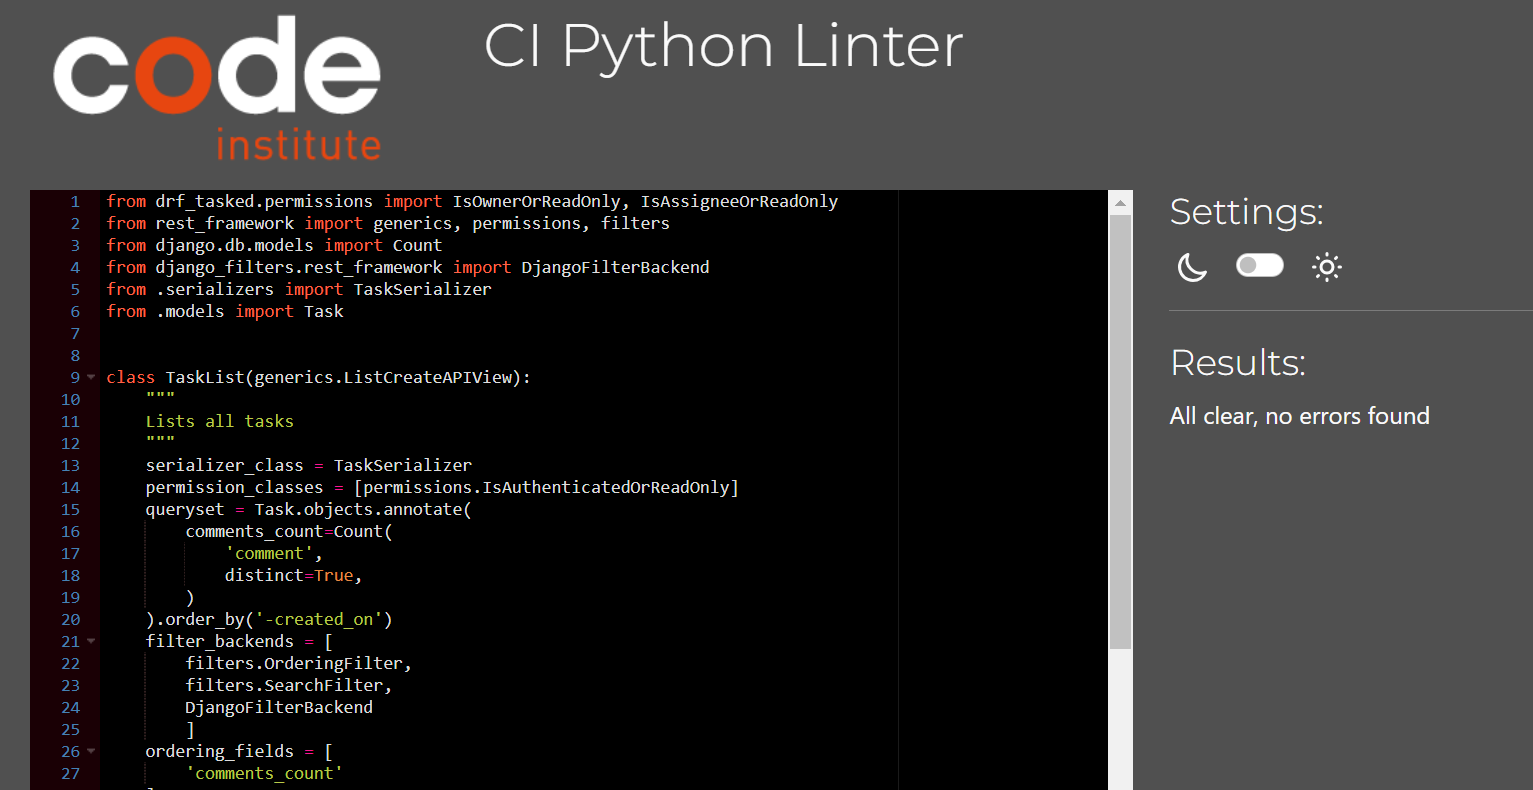 code
institute
CI Python Linter
1 from drf_tasked.permissions import IsOwnerOrReadOnly, IsAssigneeOrReadOnly
2 from rest_framework import generics, permissions, filters
3 from django.db.models import Count
4 from django_filters.rest_framework import DjangoFilterBackend
5 from .serializers import TaskSerializer
6 from .models import Task
7
8
9 class TaskList(generics.ListCreateAPIView):
10     """
11     Lists all tasks
12     """
13     serializer_class = TaskSerializer
14     permission_classes = [permissions.IsAuthenticatedOrReadOnly]
15     queryset = Task.objects.annotate(
16         comments_count=Count(
17             'comment',
18             distinct=True,
19         )
20     ).order_by('-created_on')
21     filter_backends = [
22         filters.OrderingFilter,
23         filters.SearchFilter,
24         DjangoFilterBackend
25         ]
26     ordering_fields = [
27         'comments_count'
Settings:
Results:
All clear, no errors found